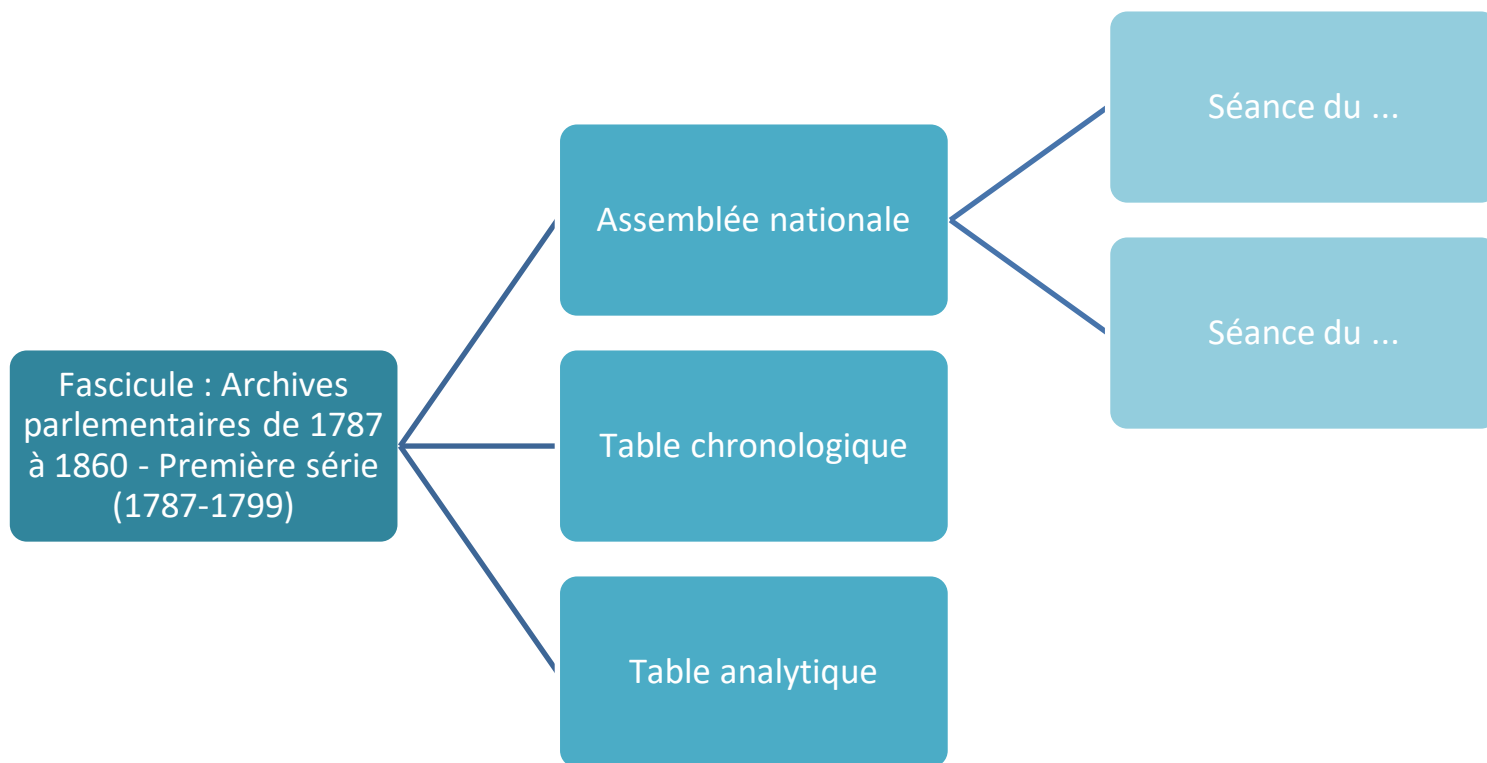 Fascicule : Archives
parlementaires de 1787
à 1860 - Première série
(1787-1799)
Assemblée nationale
Table chronologique
Table analytique
Séance du ...
Séance du ...